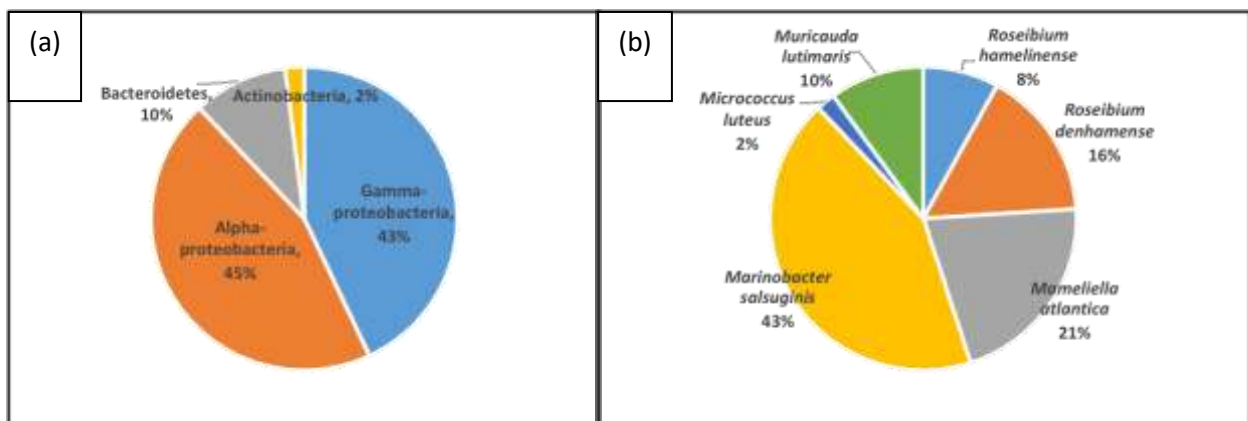 (a)
Bacteroidetes,
10%
Actinobacteria, 2%
Gamma-
proteobacteria,
43%
Alpha-
proteobacteria,
45%
(b)
Muricauda
lutimaris
10%
Roseibium
hamelinense
8%
Micrococcus
luteus
2%
Roseibium
denhamense
16%
Marinobacter
salsuginis
43%
Mameliella
atlantica
21%